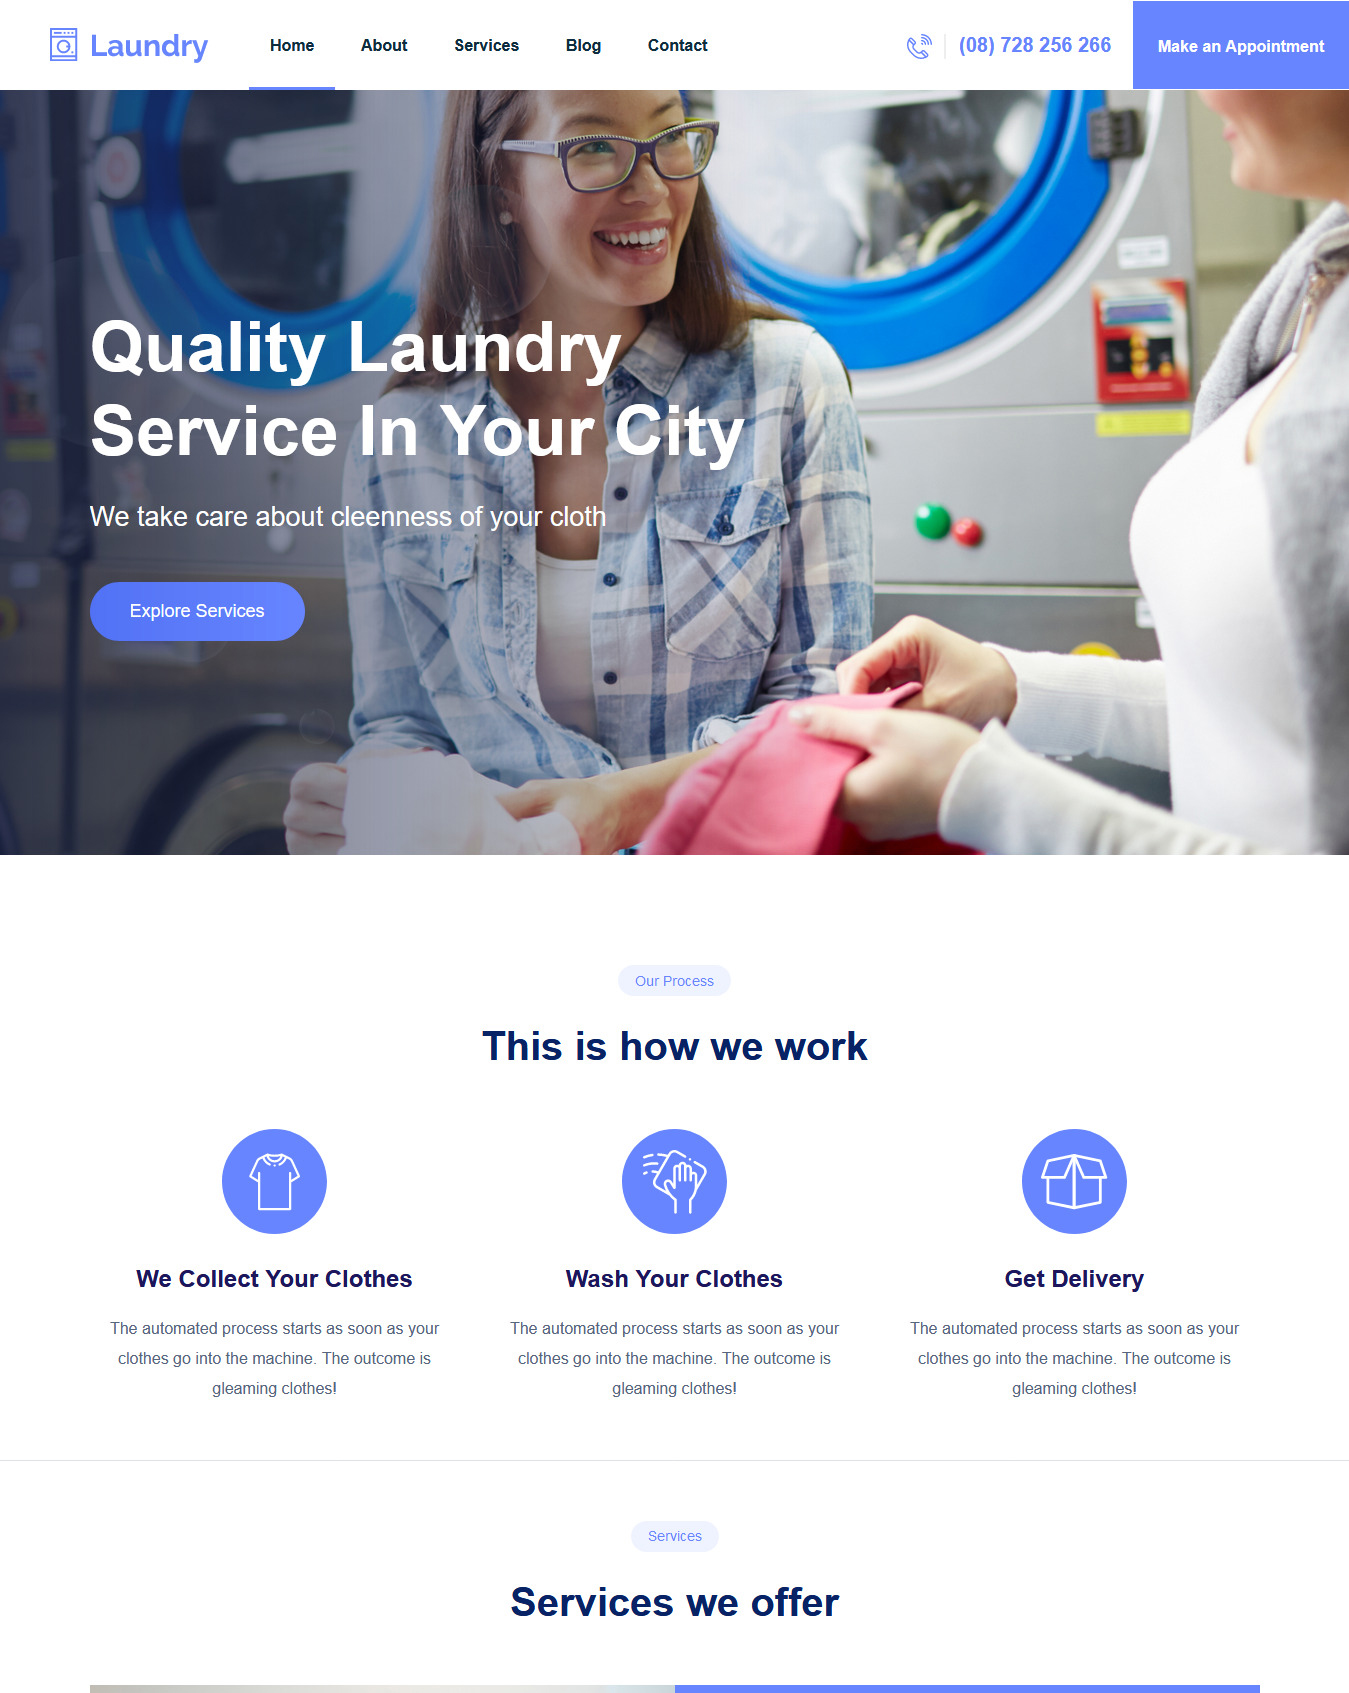 Laundry
Home
About
Services
Blog
Contact
(08) 728 256 266
Make an Appointment
Quality Laundry
Service In Your City
We take care about cleenness of your cloth
Explore Services
Our Process
This is how we work
We Collect Your Clothes
The automated process starts as soon as your
clothes go into the machine. The outcome is
gleaming clothes!
Wash Your Clothes
The automated process starts as soon as your
clothes go into the machine. The outcome is
gleaming clothes!
Get Delivery
The automated process starts as soon as your
clothes go into the machine. The outcome is
gleaming clothes!
Services
Services we offer